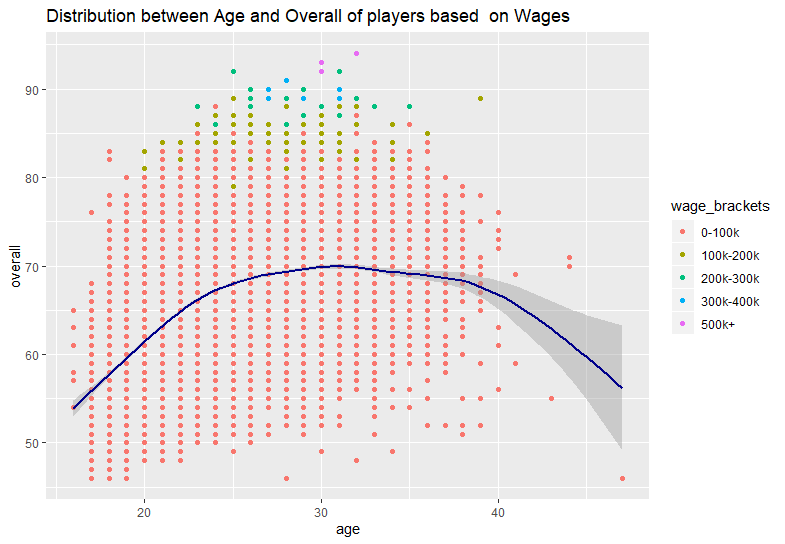 Distribution between Age and Overall of players based  on Wages
overall
90
80
70
60
50
20
30
40
age
wage_brackets
0-100k
100k-200k
200k-300k
300k-400k
500k+